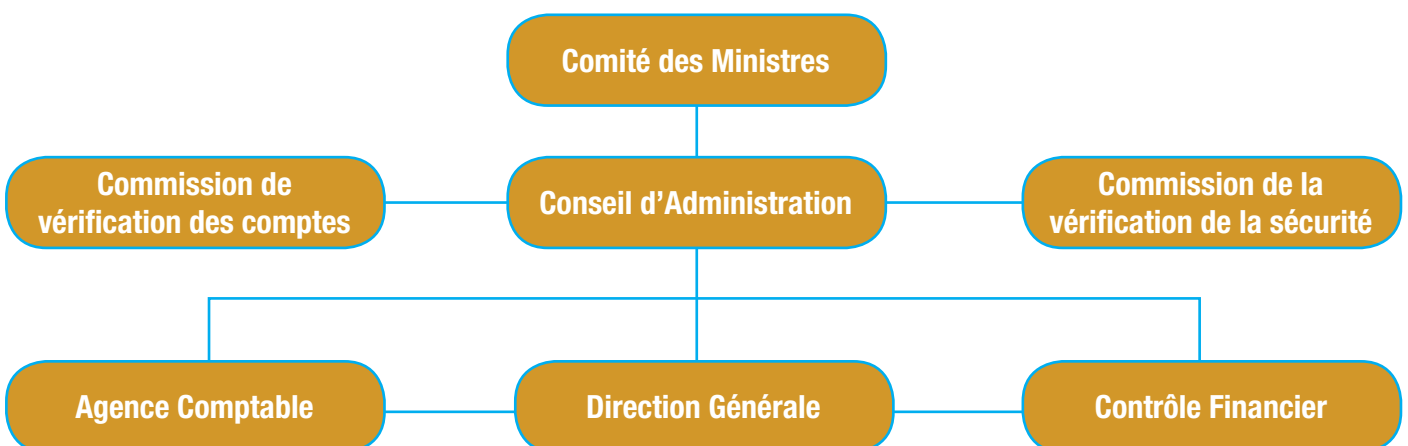 Comité des Ministres
Commission de
vérification des comptes
Conseil d’Administration
Commission de la
vérification de la sécurité
Agence Comptable
Direction Générale
Contrôle Financier